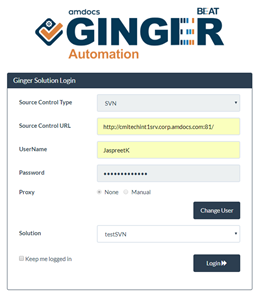 amdocs
BEAT
GINGER
Automation
Ginger Solution Login
Source Control Type SVN
Source Control URL http://cmitechint1srv.corp.amdocs.com:81/
UserName JaspreetK
Password •••••••••••••
Proxy None Manual
Change User
Solution testSVN
Keep me logged in Login